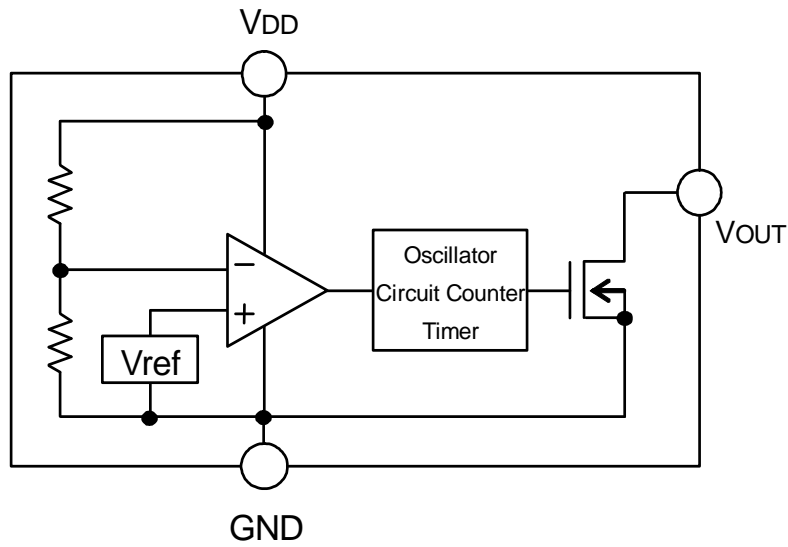 VDD
VOUT
Oscillator
Circuit Counter
Timer
−
+
Vref
GND